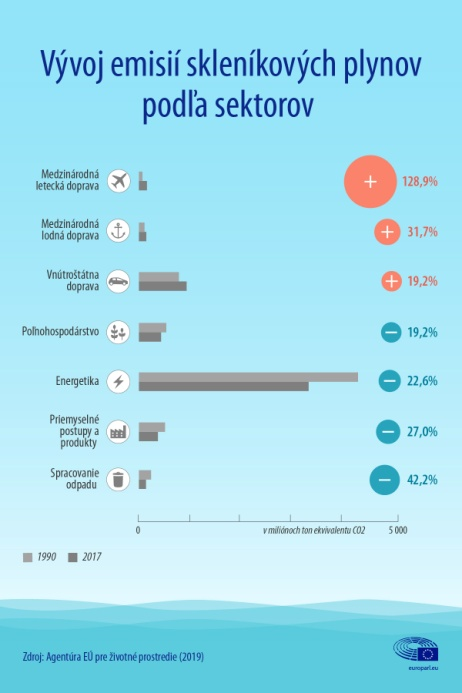 Vývoj emisií skleníkových plynov
podľa sektorov
Medzinárodná
letecká doprava
128,9%
Medzinárodná
lodná doprava
31,7%
Vnútroštátna
doprava
19,2%
Poľnohospodárstvo
19,2%
Energetika
22,6%
Priemyselné
postupy a
produkty
27,0%
Spracovanie
odpadu
42,2%
0
v miliónach ton ekvivalentu CO2
5 000
1990
2017
Zdroj: Agentúra EÚ pre životné prostredie (2019)
europarl.eu